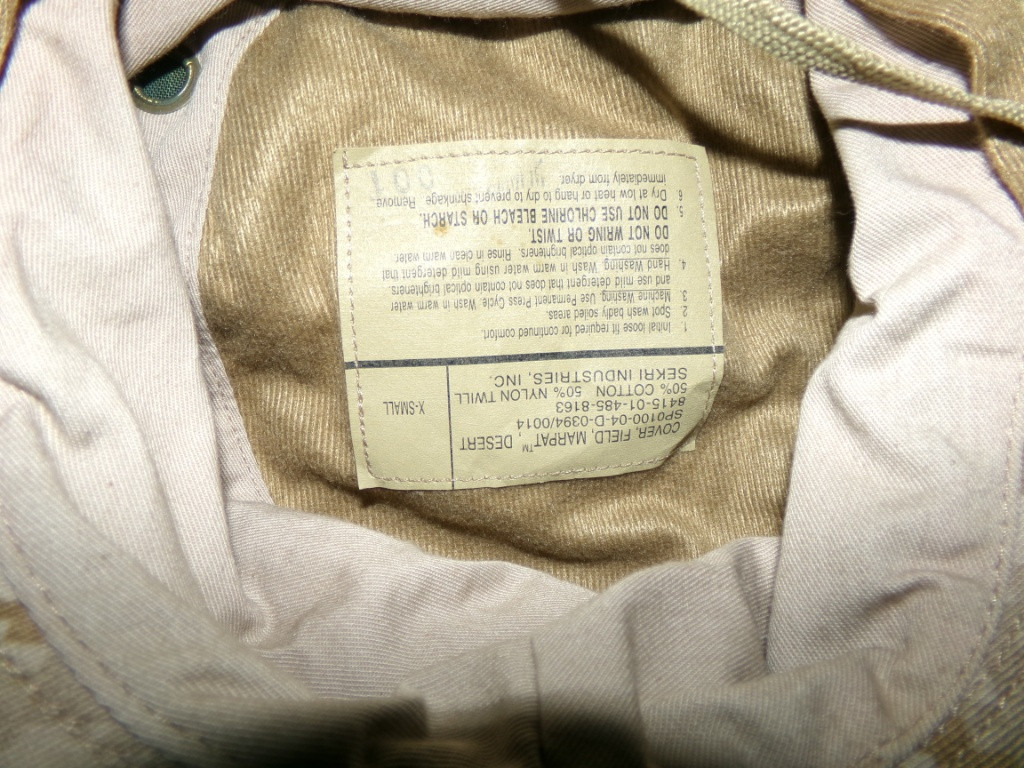 COVER, FIELD, MARPAT™, DESERT
SP0100-04-D-0394/0014
8415-01-485-8163
50% COTTON 50% NYLON TWILL
SEKRI INDUSTRIES, INC.
X-SMALL
1. Initial loose fit required for continued comfort.
2. Spot wash badly soiled areas.
3. Machine Washing. Use Permanent Press Cycle. Wash in warm water
and use mild detergent that does not contain optical brighteners
4. Hand Washing. Wash in warm water using mild detergent that
does not contain optical brighteners. Rinse in clean warm water.
DO NOT WRING OR TWIST.
5. DO NOT USE CHLORINE BLEACH OR STARCH.
6 Dry at low heat or hang to dry to prevent shrinkage. Remove
immediately from dryer.